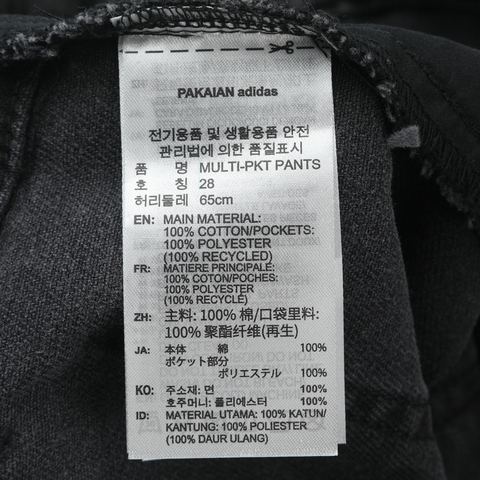 PAKAIAN adidas
전기용품 및 생활용품 안전
관리법에 의한 품질표시
품 명 MULTI-PKT PANTS
호 칭 28
허리둘레 65cm
EN: MAIN MATERIAL:
100% COTTON/POCKETS:
100% POLYESTER
(100% RECYCLED)
FR: MATIERE PRINCIPALE:
100% COTON/POCHES:
100% POLYESTER
(100% RECYCLÉ)
ZH: 主料: 100% 棉/口袋里料:
100% 聚酯纤维(再生)
JA: 本体 綿 100%
ポケット部分
ポリエステル 100%
KO: 주소재: 면 100%
호주머니: 폴리에스터 100%
ID: MATERIAL UTAMA: 100% KATUN/
KANTUNG: 100% POLIESTER
(100% DAUR ULANG)